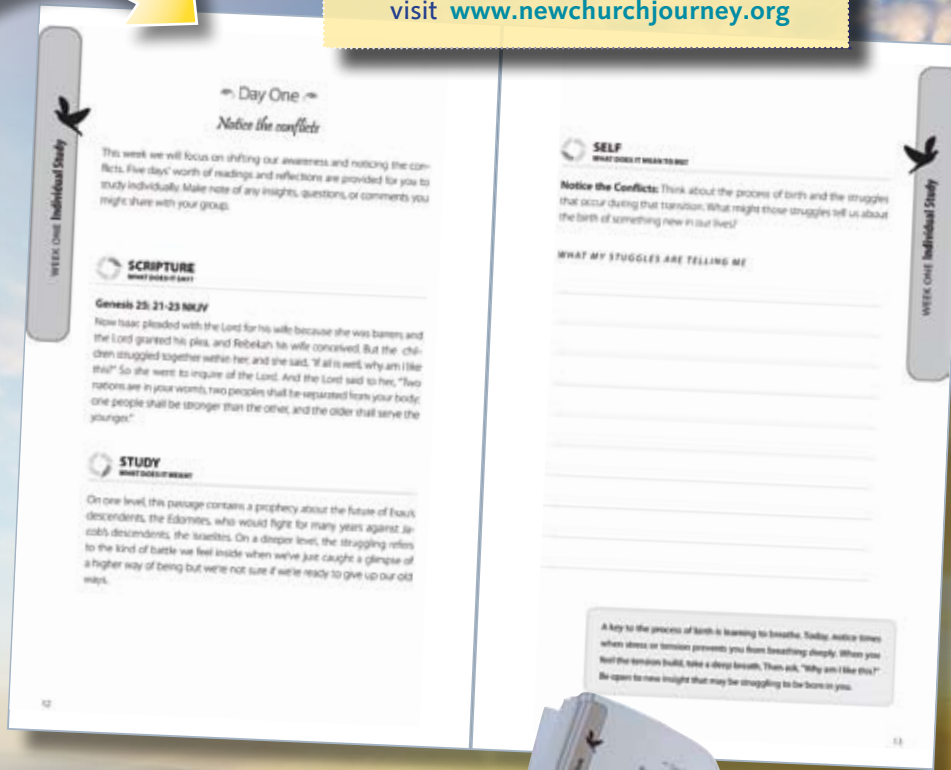 visit www.newchurchjourney.org
WEEK ONE Individual Study
Day One
Notice the conflicts
This week we will focus on shifting our awareness and noticing the con-
flicts. Five days' worth of readings and reflections are provided for you to
study individually. Make note of any insights, questions, or comments you
might share with your group.
SCRIPTURE
WHAT DOES IT SAY?
Genesis 25: 21-23 NKJV
Now Isaac pleaded with the Lord for his wife because she was barren; and
the Lord granted his plea, and Rebekah his wife conceived. But the chil-
dren struggled together within her; and she said, "If all is well, why am I like
this?" So she went to inquire of the Lord. And the Lord said to her, "Two
nations are in your womb, two peoples shall be separated from your body;
one people shall be stronger than the other, and the older shall serve the
younger."
STUDY
WHAT DOES IT MEAN?
On one level, this passage contains a prophecy about the future of Esau's
descendents, the Edomites, who would fight for many years against Ja-
cob's descendents, the Israelites. On a deeper level, the struggling refers
to the kind of battle we feel inside when we've just caught a glimpse of
a higher way of being but we're not sure if we're ready to give up our old
ways.
12
SELF
WHAT DOES IT MEAN TO ME?
Notice the Conflicts: Think about the process of birth and the struggles
that occur during that transition. What might those struggles tell us about
the birth of something new in our lives?
WHAT MY STUGGLES ARE TELLING ME
A key to the process of birth is learning to breathe. Today, notice times
when stress or tension prevents you from breathing deeply. When you
feel the tension build, take a deep breath. Then ask, "Why am I like this?"
Be open to new insight that may be struggling to be born in you.
13
WEEK ONE Individual Study